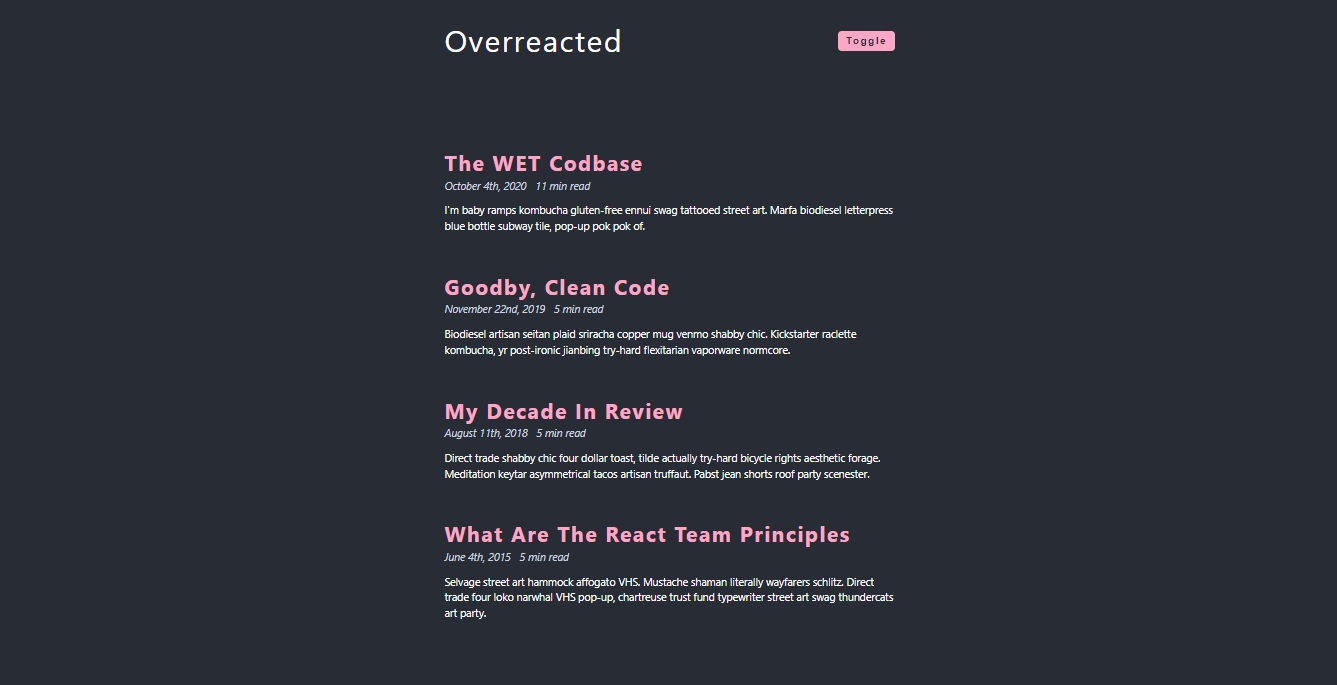 Overreacted
Toggle
The WET Codbase
October 4th, 2020 11 min read
I'm baby ramps kombucha gluten-free ennui swag tattooed street art. Marfa biodiesel letterpress
blue bottle subway tile, pop-up pok pok of.
Goodby, Clean Code
November 22nd, 2019 5 min read
Biodiesel artisan seitan plaid sriracha copper mug venmo shabby chic. Kickstarter raclette
kombucha, yr post-ironic jianbing try-hard flexitarian vaporware normcore.
My Decade In Review
August 11th, 2018 5 min read
Direct trade shabby chic four dollar toast, tilde actually try-hard bicycle rights aesthetic forage.
Meditation keytar asymmetrical tacos artisan truffaut. Pabst jean shorts roof party scenester.
What Are The React Team Principles
June 4th, 2015 5 min read
Selvage street art hammock affogato VHS. Mustache shaman literally wayfarers schlitz. Direct
trade four loko narwhal VHS pop-up, chartreuse trust fund typewriter street art swag thundercats
art party.